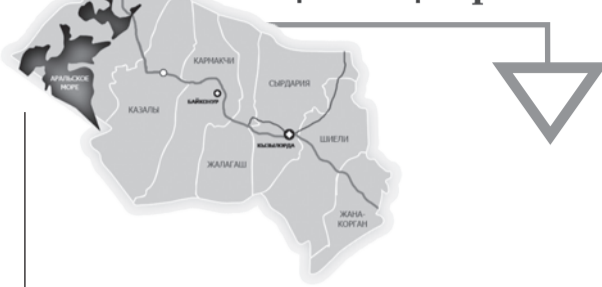 КАРМАКЧИ
АРАЛЬСКОЕ
МОРЕ
СЫРДАРИЯ
КАЗАЛЫ
БАЙКОНУР
КЫЗЫЛОРДА
ШИЕЛИ
ЖАЛАГАШ
ЖАНА-
КОРГАН